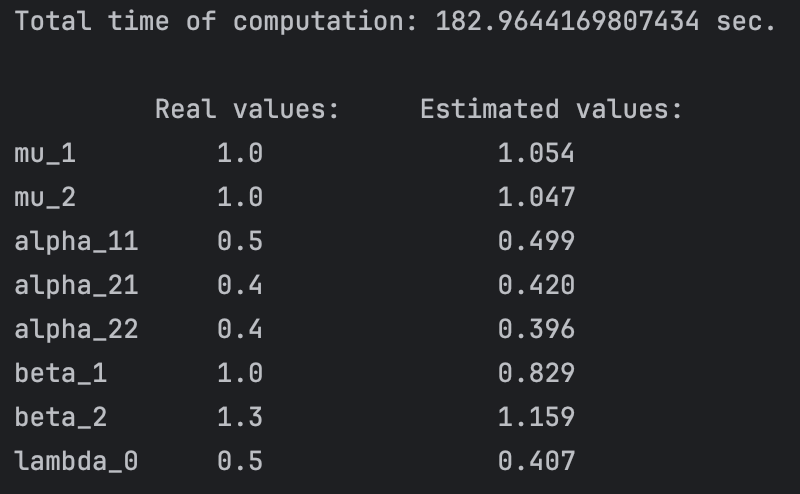 Total time of computation: 182.9644169807434 sec.
Real values: Estimated values:
mu_1 1.0 1.054
mu_2 1.0 1.047
alpha_11 0.5 0.499
alpha_21 0.4 0.420
alpha_22 0.4 0.396
beta_1 1.0 0.829
beta_2 1.3 1.159
lambda_0 0.5 0.407